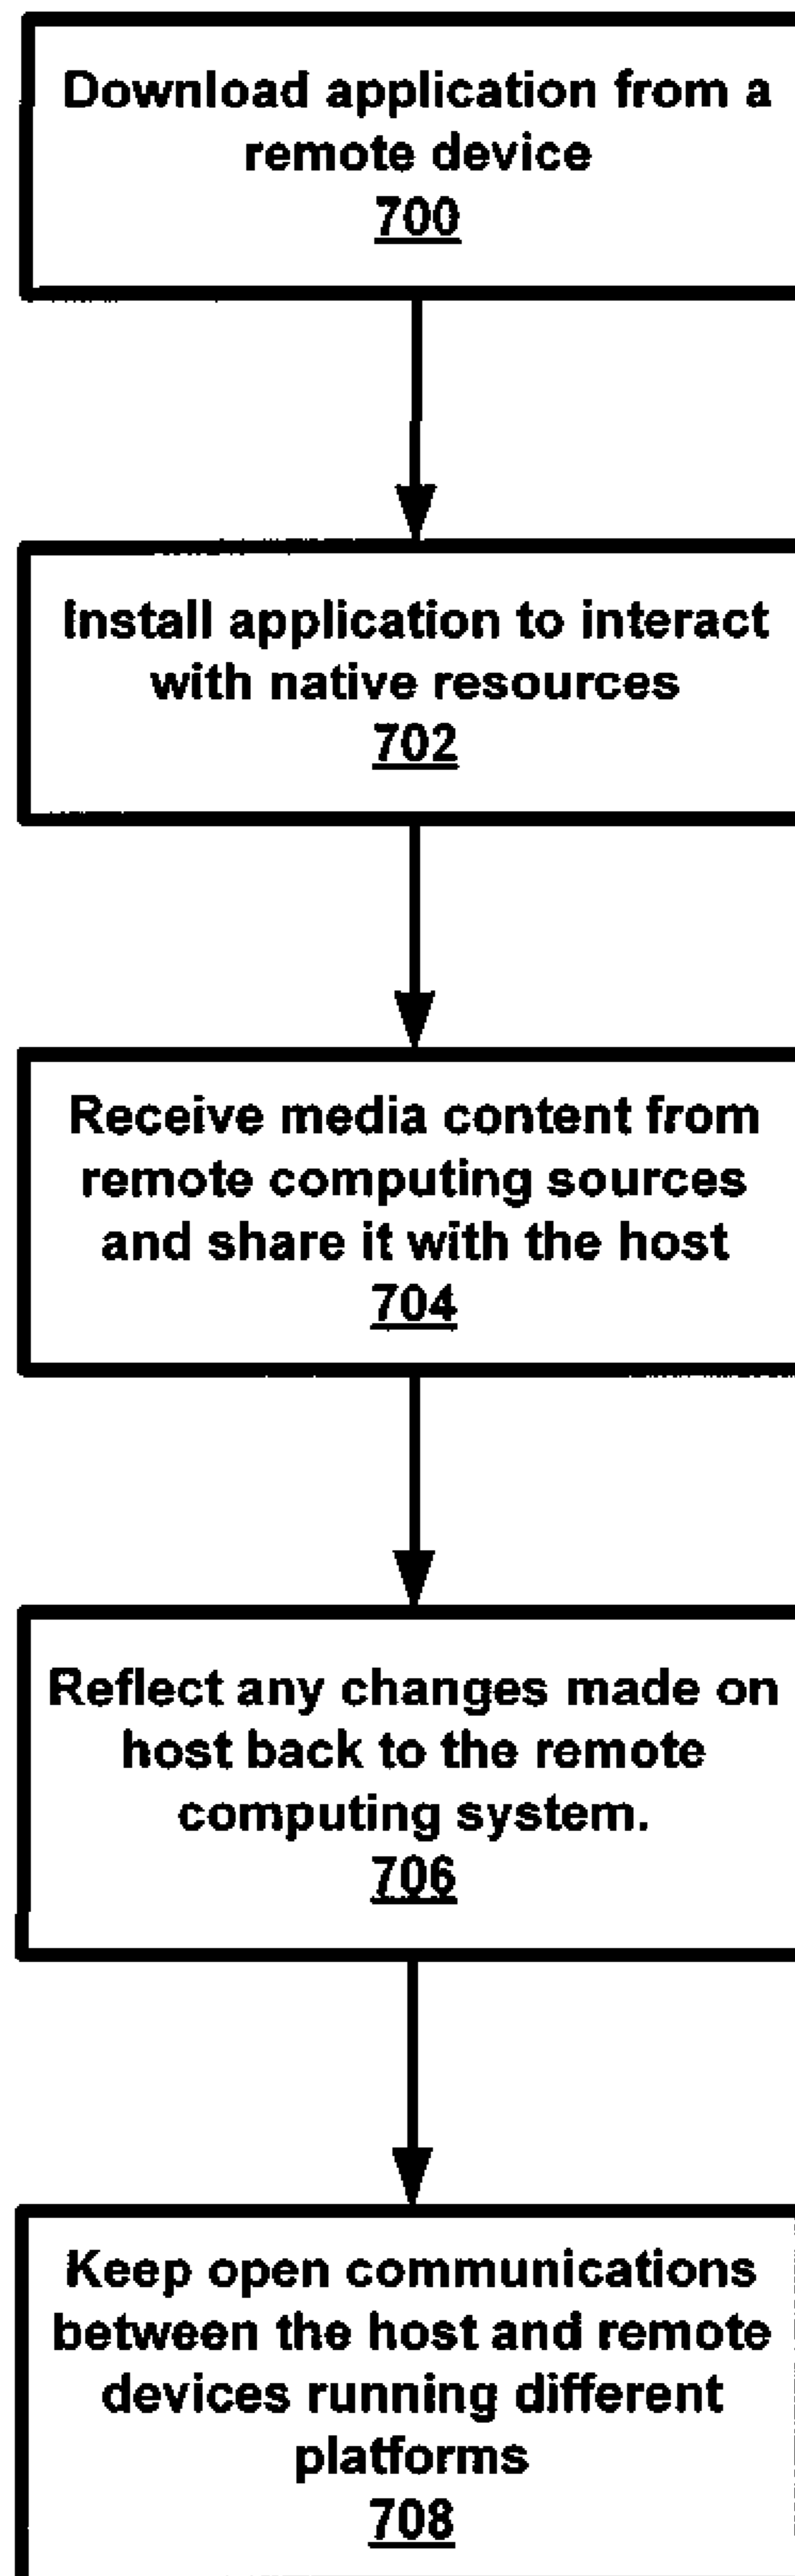 Download application from a
remote device
700
Install application to interact
with native resources
702
Receive media content from
remote computing sources
and share it with the host
704
Reflect any changes made on
host back to the remote
computing system.
706
Keep open communications
between the host and remote
devices running different
platforms
708